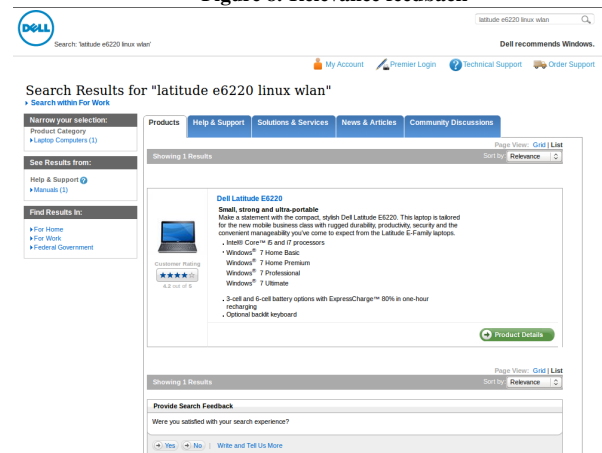 Figure 8: Relevance feedback
DELL
latitude e6220 linux wlan
Search: 'latitude e6220 linux wlan'
Dell recommends Windows.
My Account Premier Login Technical Support Order Support
Search Results for "latitude e6220 linux wlan"
Search within For Work
Narrow your selection:
Product Category
Laptop Computers (1)
See Results from:
Help & Support
Manuals (1)
Find Results In:
For Home
For Work
Federal Government
Products Help & Support Solutions & Services News & Articles Community Discussions
Page View: Grid | List
Showing 1 Results Sort by: Relevance
Dell Latitude E6220
Small, strong and ultra-portable
Make a statement with the compact, stylish Dell Latitude E6220. This laptop is tailored
for the new mobile business class with rugged durability, productivity, security and the
convenient manageability you've come to expect from the Latitude E-Family laptops.
Intel® Core™ i5 and i7 processors
Windows® 7 Home Basic
Windows® 7 Home Premium
Windows® 7 Professional
Windows® 7 Ultimate
3-cell and 6-cell battery options with ExpressCharge™ 80% in one-hour
recharging
Optional backlit keyboard
Customer Rating
4.2 out of 5
Product Details
Page View: Grid | List
Showing 1 Results Sort by: Relevance
Provide Search Feedback
Were you satisfied with your search experience?
Yes No | Write and Tell Us More